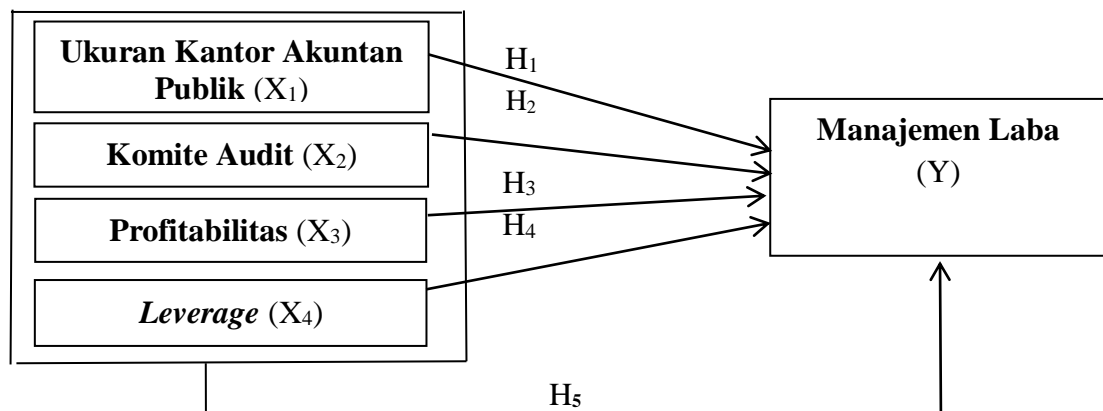 Ukuran Kantor Akuntan
Publik (X₁)
Komite Audit (X₂)
Profitabilitas (X₃)
Leverage (X₄)
H₁
H₂
H₃
H₄
Manajemen Laba
(Y)
H₅